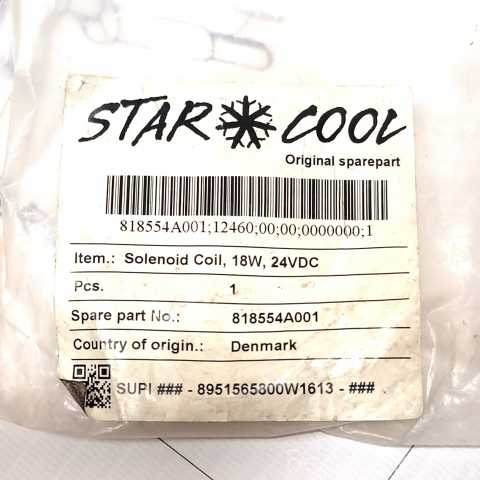 STAR COOL
Original sparepart
818554A001;12460;00;00;0000000;1
Item.: Solenoid Coil, 18W, 24VDC
Pcs. 1
Spare part No.: 818554A001
Country of origin.: Denmark
SUPI ### - 8951565800W1613 - ###